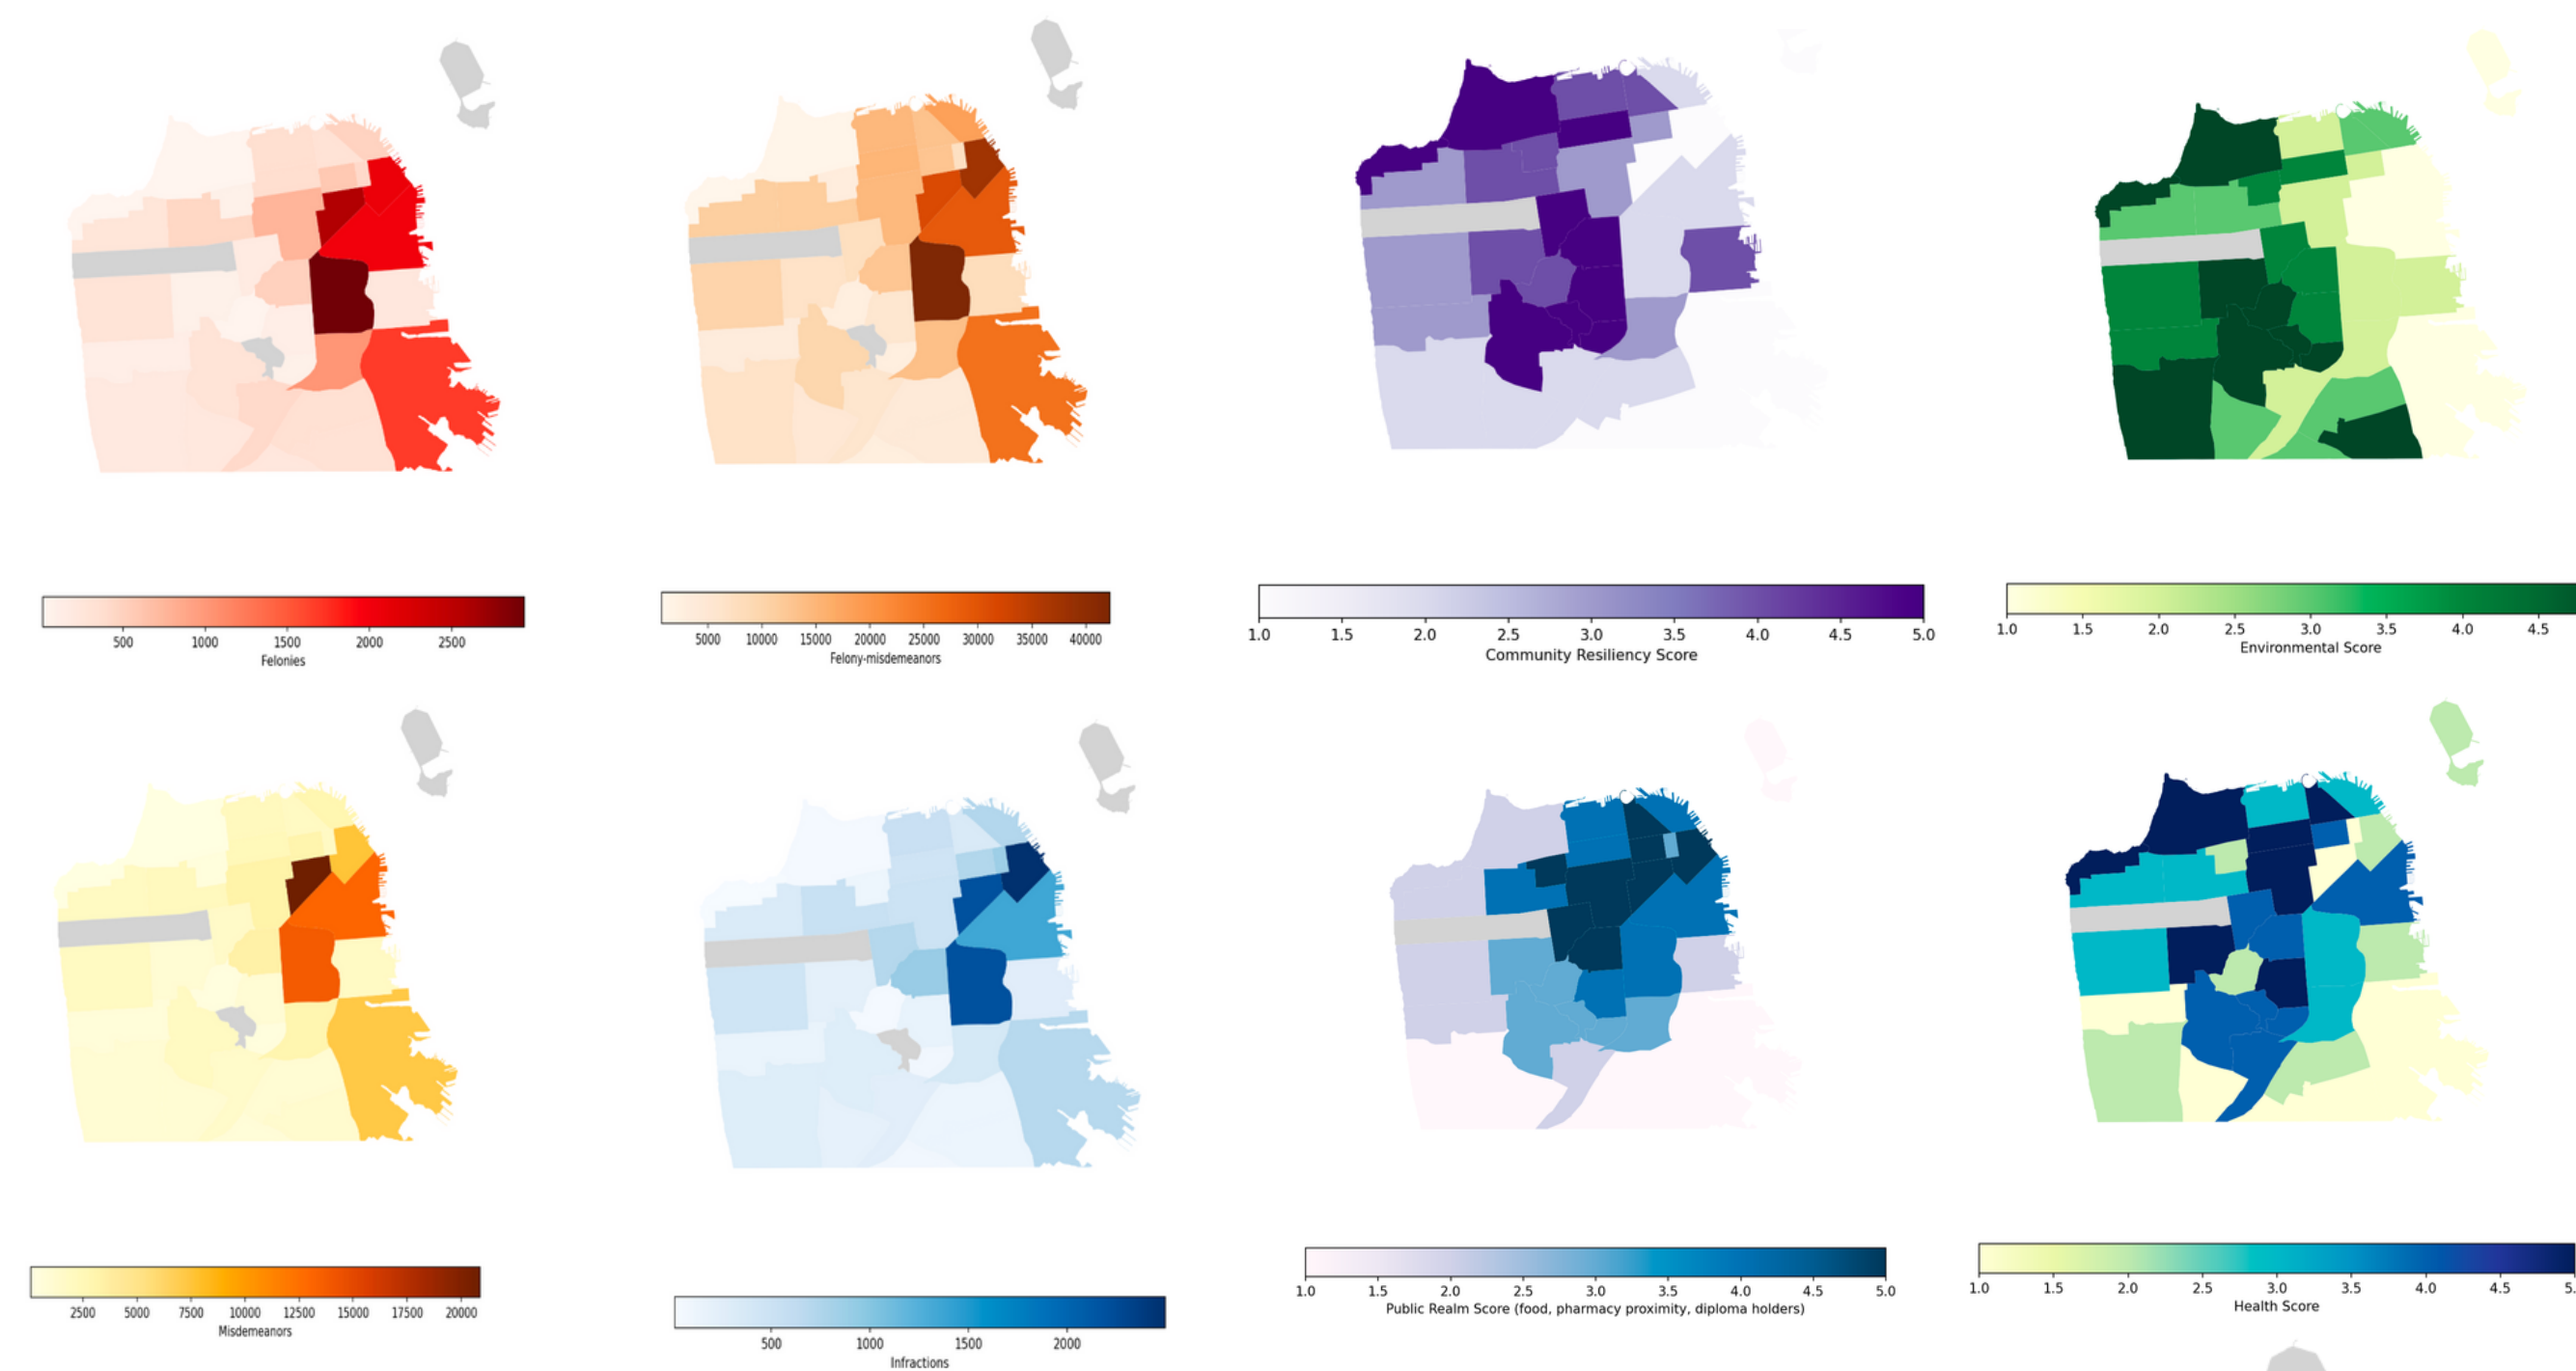 500 1000 1500 2000 2500
Felonies
5000 10000 15000 20000 25000 30000 35000 40000
Felony-misdemeanors
1.0 1.5 2.0 2.5 3.0 3.5 4.0 4.5 5.0
Community Resiliency Score
1.0 1.5 2.0 2.5 3.0 3.5 4.0 4.5
Environmental Score
2500 5000 7500 10000 12500 15000 17500 20000
Misdemeanors
500 1000 1500 2000
Infractions
1.0 1.5 2.0 2.5 3.0 3.5 4.0 4.5 5.0
Public Realm Score (food, pharmacy proximity, diploma holders)
1.0 1.5 2.0 2.5 3.0 3.5 4.0 4.5 5.
Health Score